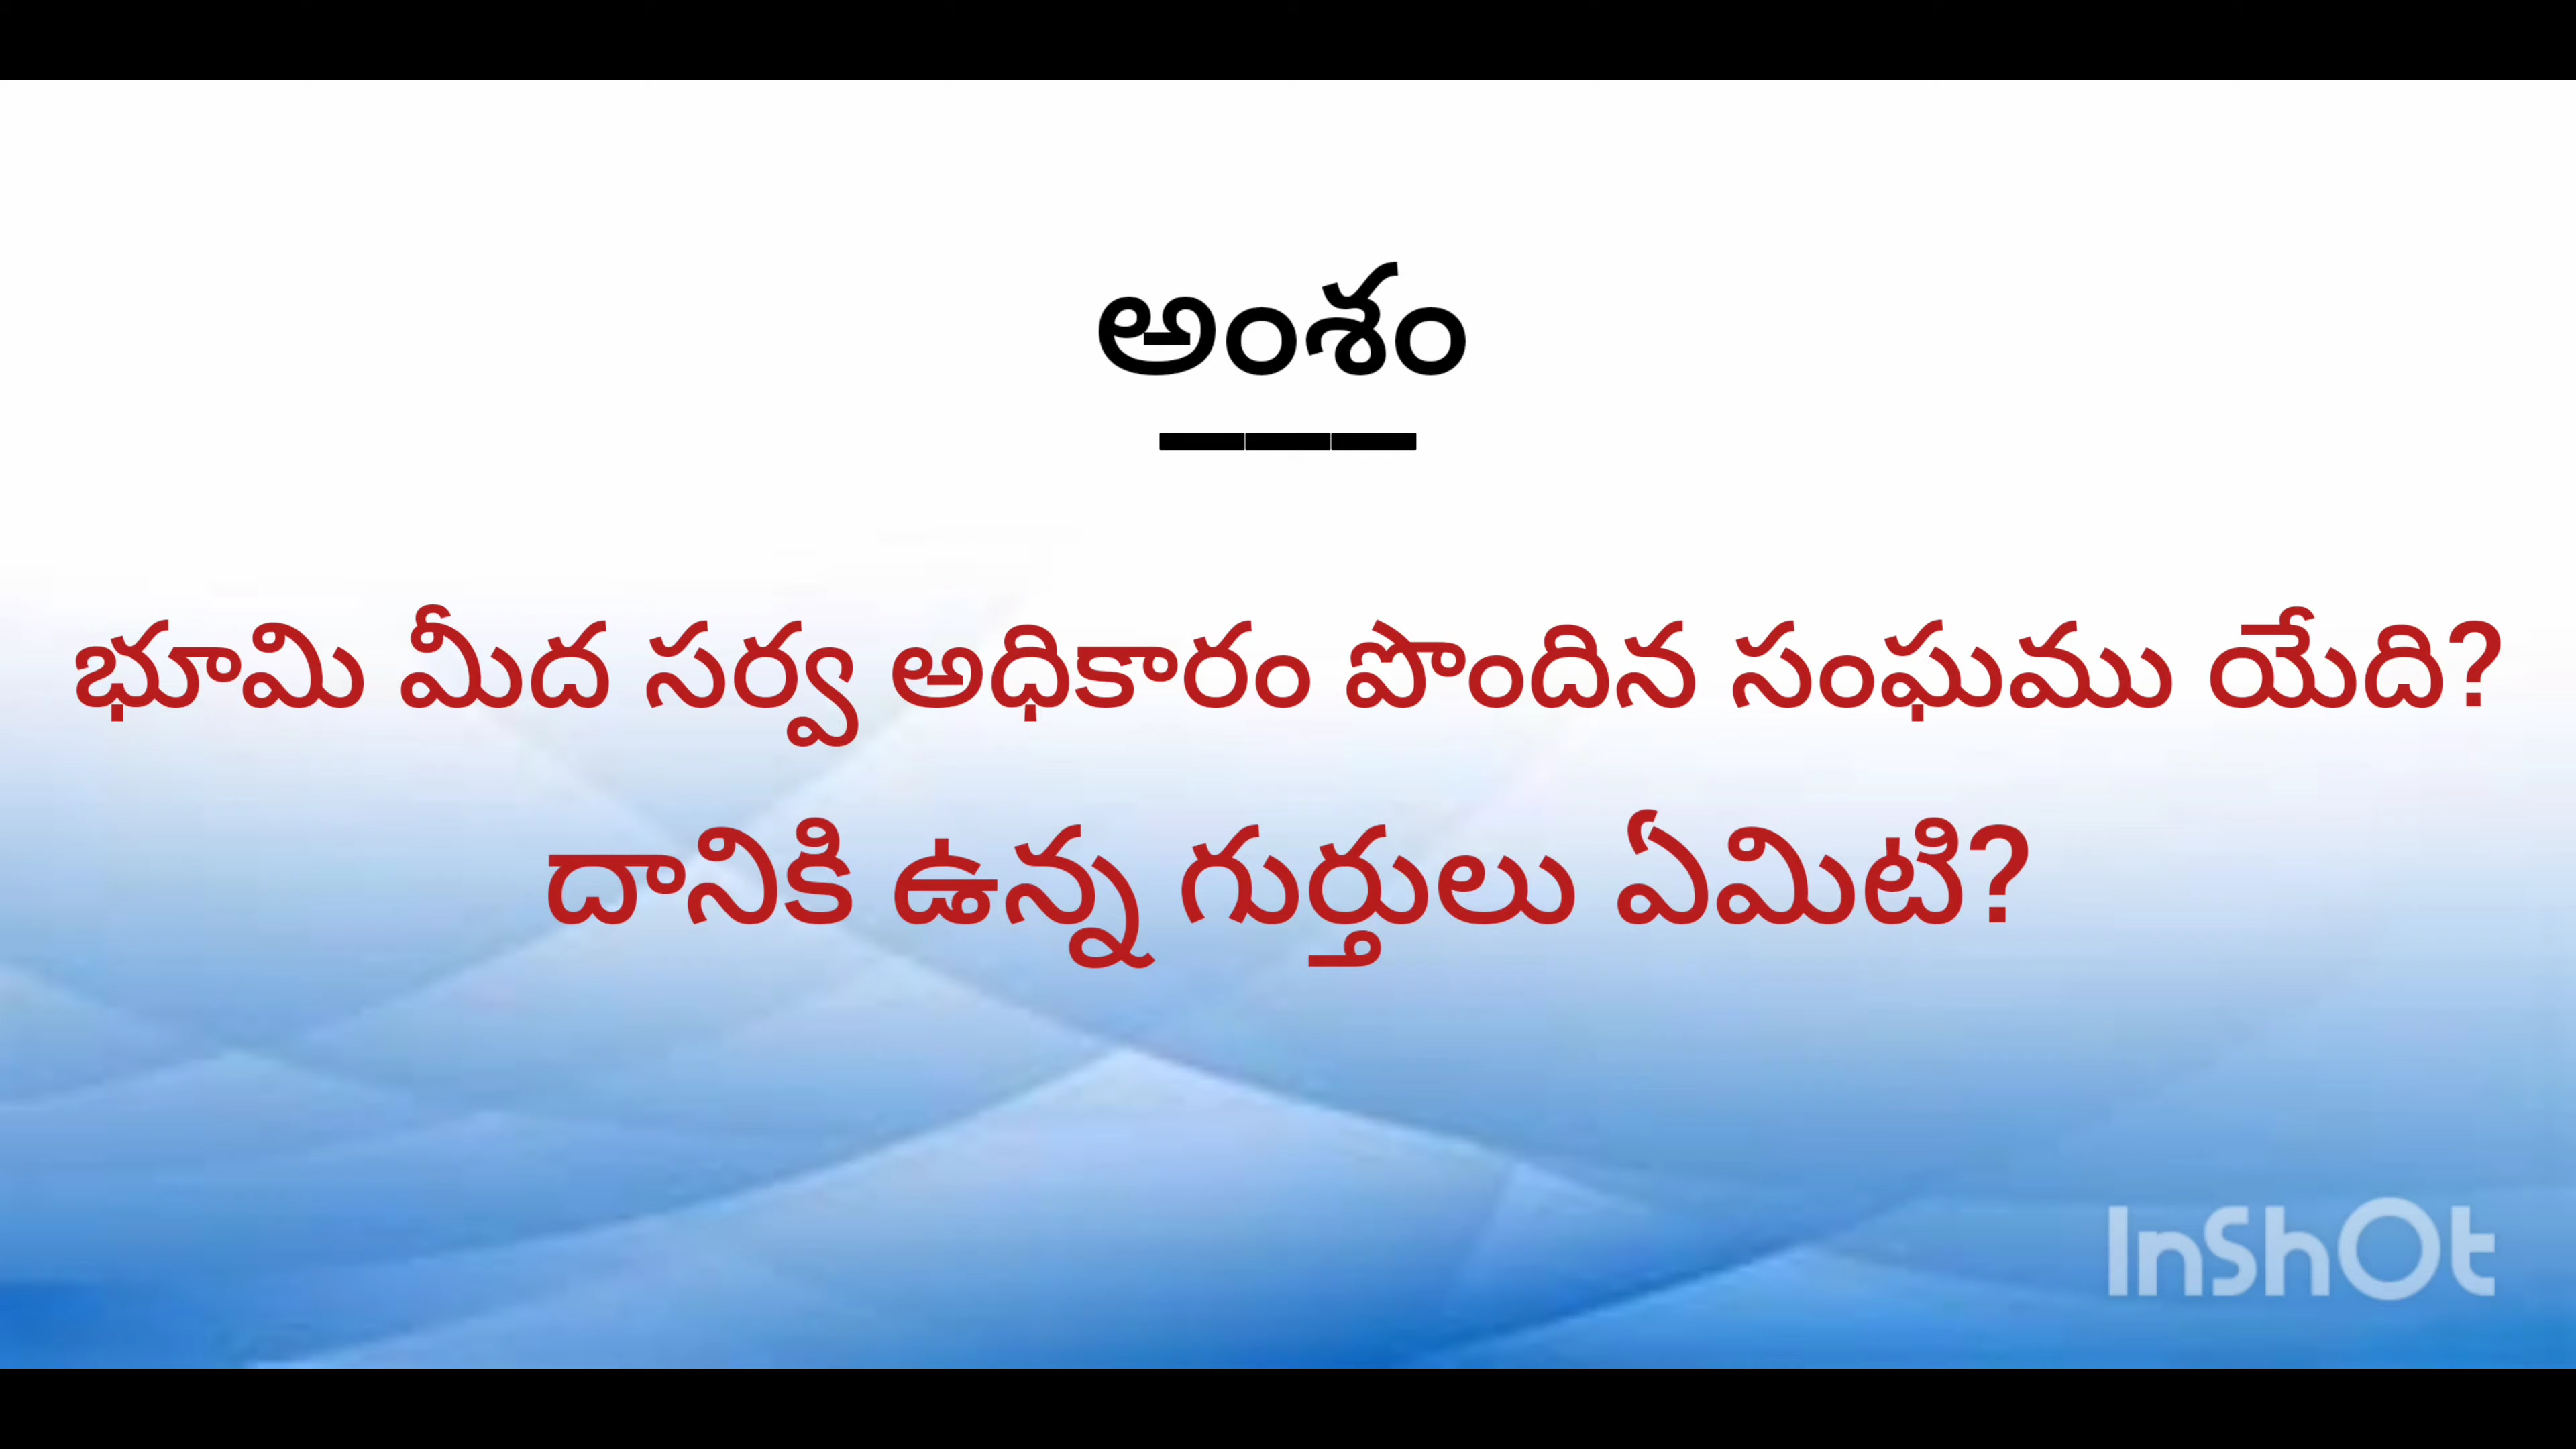 అంశం
భూమి మీద సర్వ అధికారం పొందిన సంఘము యేది?
దానికి ఉన్న గుర్తులు ఏమిటి?
InShOt